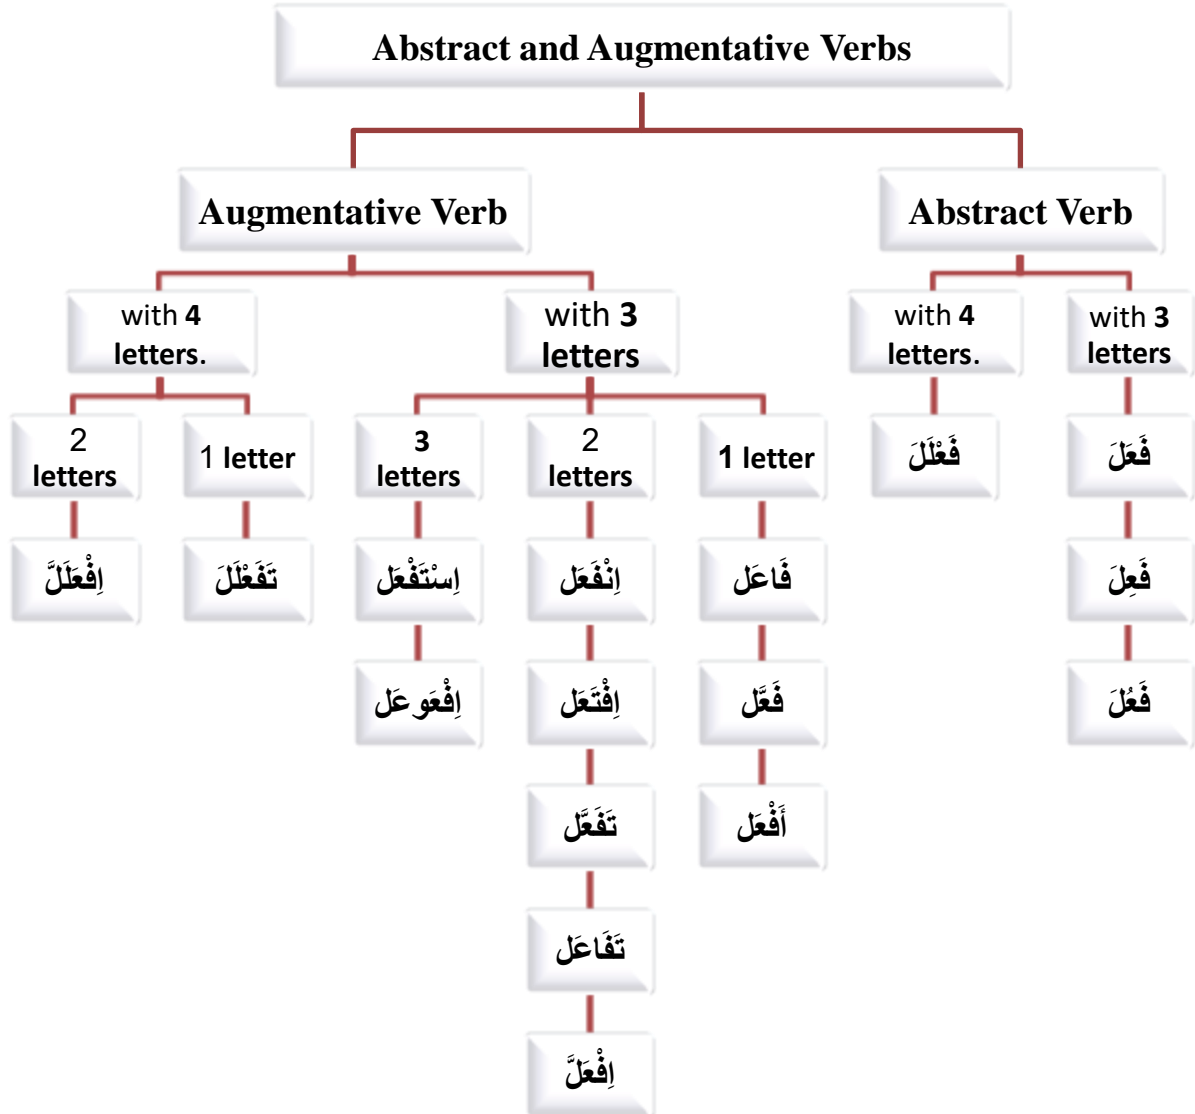 Abstract and Augmentative Verbs
Augmentative Verb
Abstract Verb
with 4
letters.
with 3
letters
with 4
letters.
with 3
letters
2
letters
1 letter
3
letters
2
letters
1 letter
فَعْلَلَ
فَعَلَ
اِفْعَلَلَّ
تَفَعْلَلَ
اِسْتَفْعَل
اِنْفَعَل
فَاعَل
فَعِلَ
اِفْعَوعَل
اِفْتَعَل
فَعَّل
فَعُلَ
تَفَعَّل
أَفْعَل
تَفَاعَل
اِفْعَلَّ